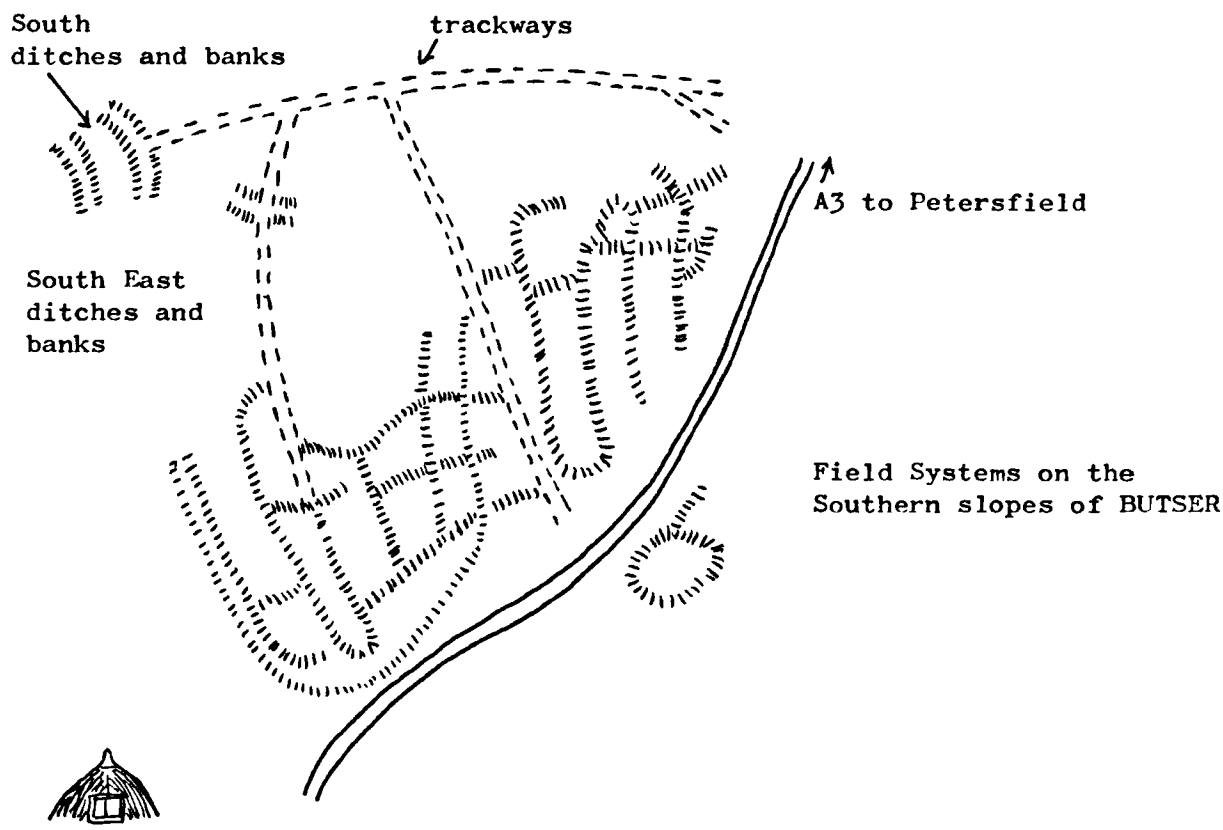 South
ditches and banks
trackways
A3 to Petersfield
South East
ditches and
banks
Field Systems on the
Southern slopes of BUTSER